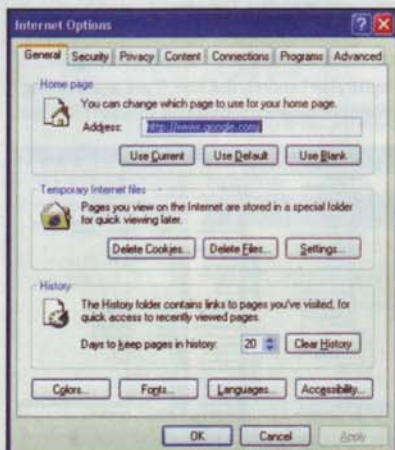 Internet Options
General Security Privacy Content Connections Programs Advanced
Home page
You can change which page to use for your home page.
Address: http://www.google.com/
Use Current Use Default Use Blank
Temporary Internet files
Pages you view on the Internet are stored in a special folder
for quick viewing later.
Delete Cookies... Delete Files... Settings...
History
The History folder contains links to pages you've visited, for
quick access to recently viewed pages.
Days to keep pages in history: 20 Clear History
Colors... Fonts... Languages... Accessibility...
OK Cancel Apply